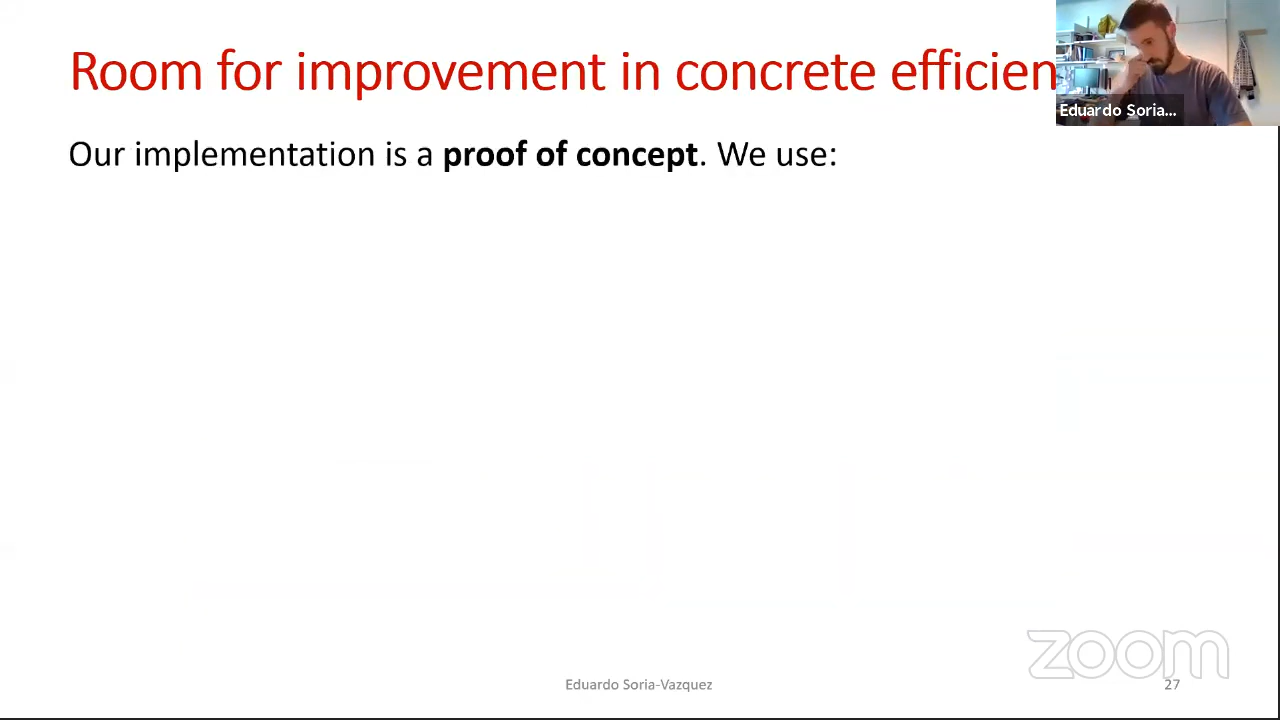 Room for improvement in concrete efficien
Eduardo Soria...
Our implementation is a proof of concept. We use:
zoom
Eduardo Soria-Vazquez
27